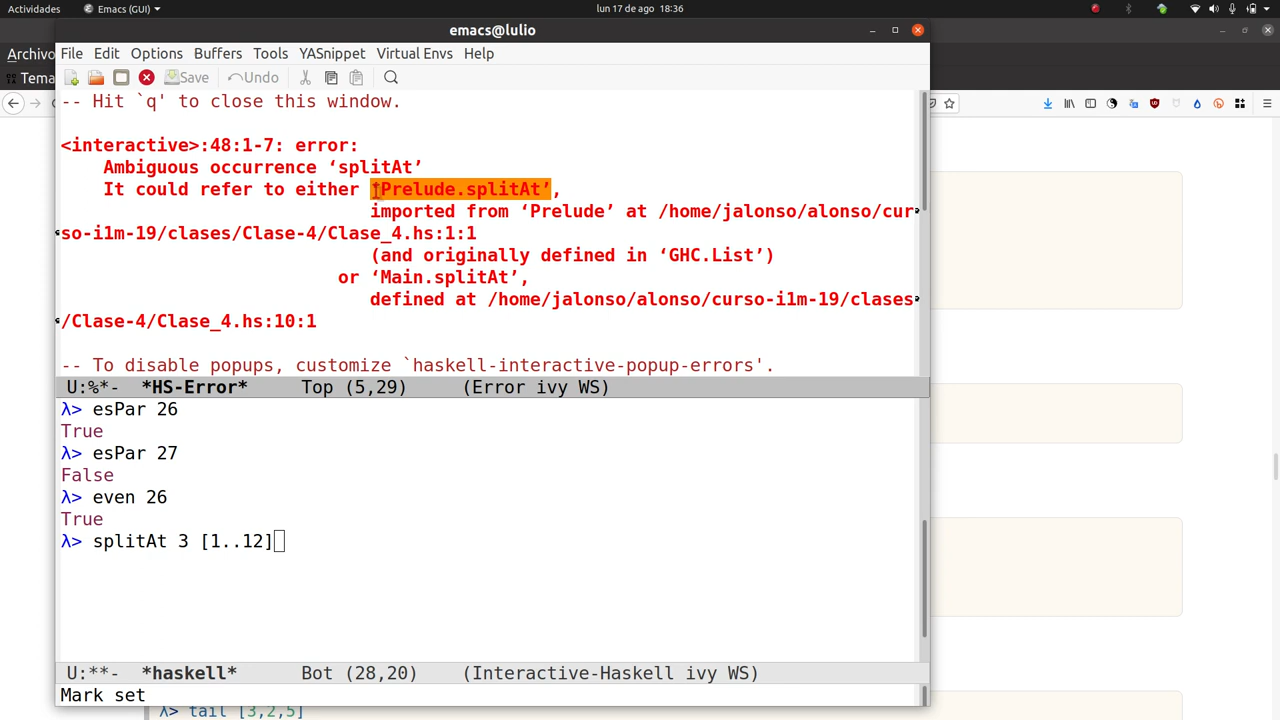 Actividades
Emacs (GUI)
lun 17 de ago 18:36
Archivo
Tema
emacs@lulio
File Edit Options Buffers Tools YASnippet Virtual Envs Help
Save Undo
-- Hit `q' to close this window.
<interactive>:48:1-7: error:
Ambiguous occurrence ‘splitAt’
It could refer to either ‘Prelude.splitAt’,
imported from ‘Prelude’ at /home/jalonso/alonso/cur
so-i1m-19/clases/Clase-4/Clase_4.hs:1:1
(and originally defined in ‘GHC.List’)
or ‘Main.splitAt’,
defined at /home/jalonso/alonso/curso-i1m-19/clases
/Clase-4/Clase_4.hs:10:1
-- To disable popups, customize `haskell-interactive-popup-errors'.
U:%*- *HS-Error* Top (5,29) (Error ivy WS)
λ> esPar 26
True
λ> esPar 27
False
λ> even 26
True
λ> splitAt 3 [1..12]
U:**- *haskell* Bot (28,20) (Interactive-Haskell ivy WS)
Mark set
λ> tail [3,2,5]